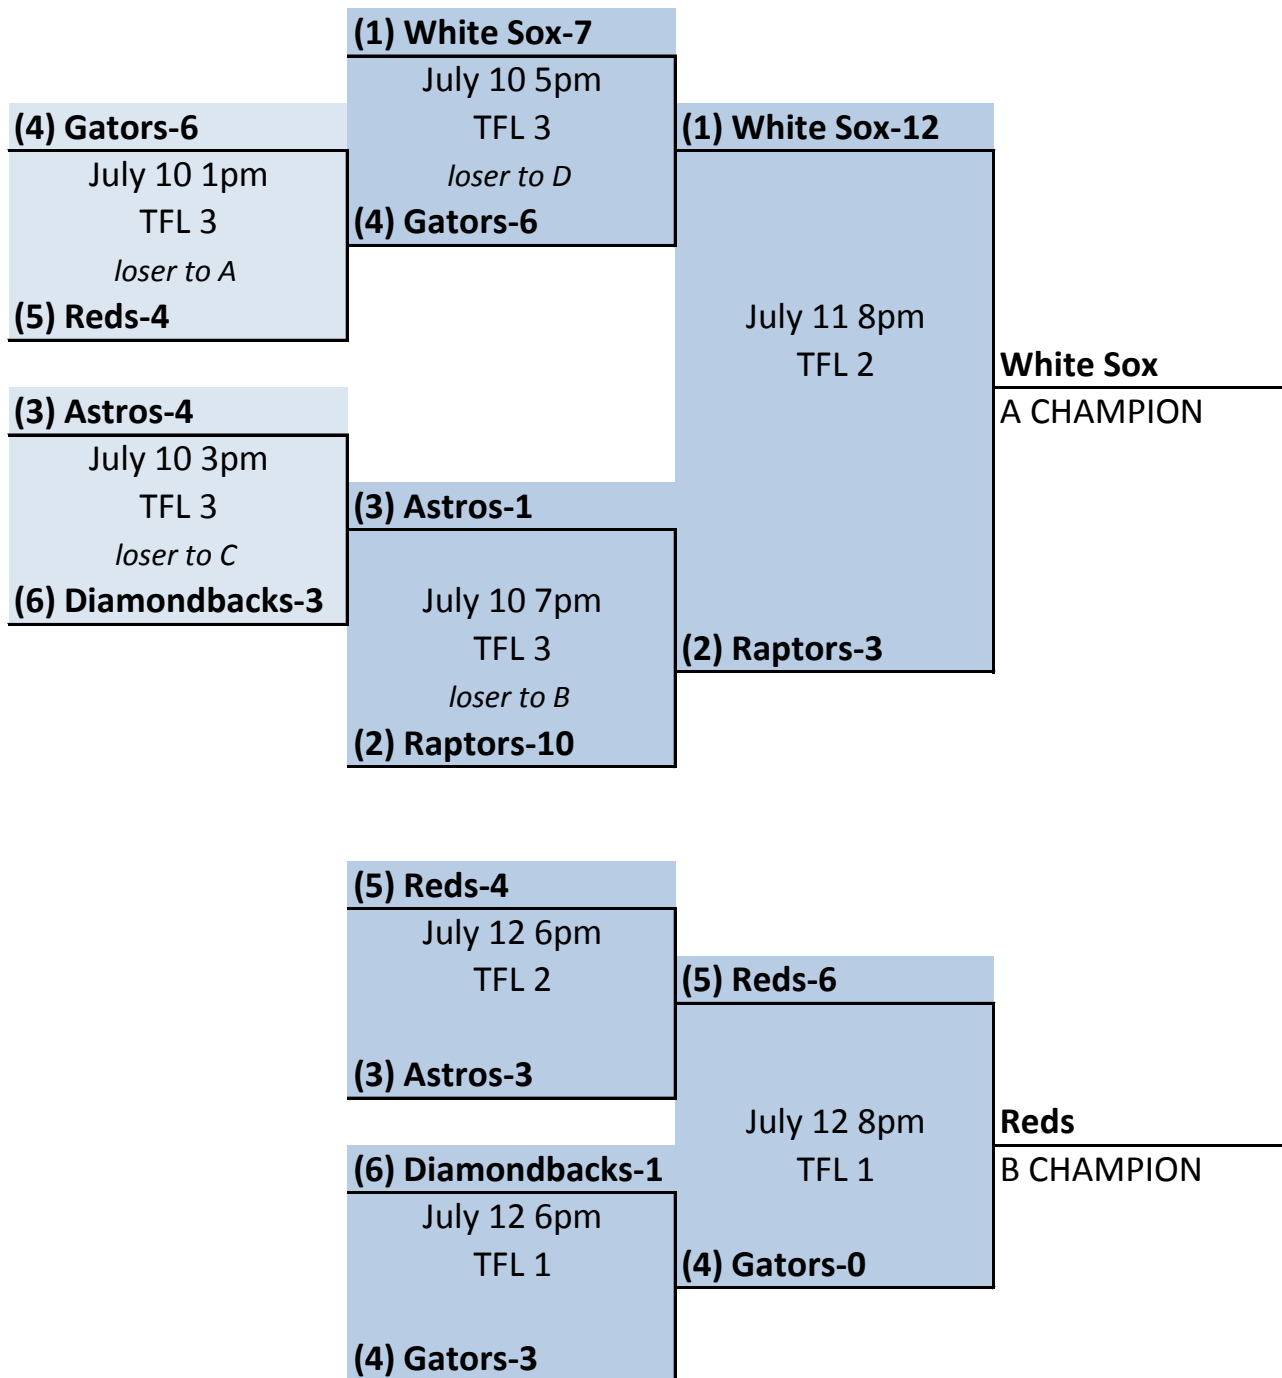 (1) White Sox-7
July 10 5pm
TFL 3
loser to D
(4) Gators-6
(4) Gators-6
July 10 1pm
TFL 3
loser to A
(5) Reds-4
(3) Astros-4
July 10 3pm
TFL 3
loser to C
(6) Diamondbacks-3
(3) Astros-1
July 10 7pm
TFL 3
loser to B
(2) Raptors-10
(1) White Sox-12
July 11 8pm
TFL 2
(2) Raptors-3
White Sox
A CHAMPION
(5) Reds-4
July 12 6pm
TFL 2
(3) Astros-3
(6) Diamondbacks-1
July 12 6pm
TFL 1
(4) Gators-3
(5) Reds-6
July 12 8pm
TFL 1
(4) Gators-0
Reds
B CHAMPION